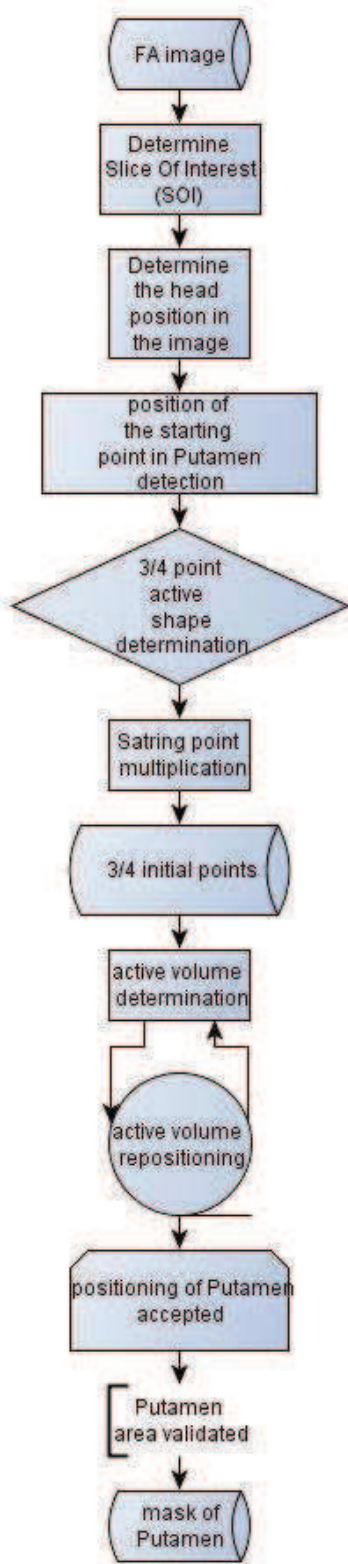 FA image
Determine
Slice Of Interest
(SOI)
Determine
the head
position in
the image
position of
the starting
point in Putamen
detection
3/4 point
active
shape
determination
Satring point
multiplication
3/4 initial points
active volume
determination
active volume
repositioning
positioning of Putamen
accepted
Putamen
area validated
mask of
Putamen